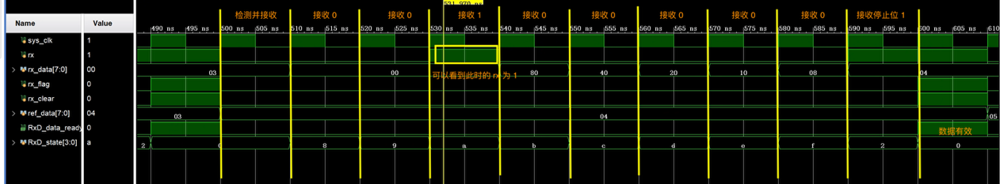 531.970 ns
Name Value
检测并接收 接收 0 接收 0 接收 1 接收 0 接收 0 接收 0 接收 0 接收 0 接收停止位 1
490 ns 495 ns 500 ns 505 ns 510 ns 515 ns 520 ns 525 ns 530 ns 535 ns 540 ns 545 ns 550 ns 555 ns 560 ns 565 ns 570 ns 575 ns 580 ns 585 ns 590 ns 595 ns 600 ns 605 ns 610
sys_clk 1
rx 1
rx_data[7:0] 00 03 00 80 40 20 10 08 04
可以看到此时的 rx 为 1
rx_flag 0
rx_clear 0
ref_data[7:0] 04 03 04 05
RxD_data_ready 0 数据有效
RxD_state[3:0] a 2 0 8 9 a b c d e f 2 0